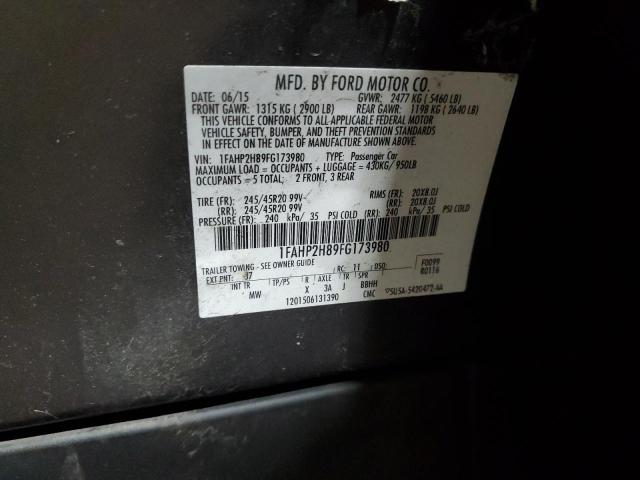 MFD. BY FORD MOTOR CO.
DATE: 06/15 GVWR: 2477 KG (5460 LB)
FRONT GAWR: 1315 KG (2900 LB) REAR GAWR: 1198 KG (2640 LB)
THIS VEHICLE CONFORMS TO ALL APPLICABLE FEDERAL MOTOR
VEHICLE SAFETY, BUMPER, AND THEFT PREVENTION STANDARDS
IN EFFECT ON THE DATE OF MANUFACTURE SHOWN ABOVE.
VIN: 1FAHP2H89FG173980 TYPE: Passenger Car
MAXIMUM LOAD = OCCUPANTS + LUGGAGE = 430KG/ 950LB
OCCUPANTS = 5 TOTAL: 2 FRONT, 3 REAR
TIRE (FR): 245/45R20 99V RIMS (FR): 20X8.0J
(RR): 245/45R20 99V (RR): 20X8.0J
PRESSURE (FR): 240 kPa/ 35 PSI COLD (RR): 240 kPa/ 35 PSI COLD
1FAHP2H89FG173980
TRAILER TOWING - SEE OWNER GUIDE F0099
EXT PNT: J7 RC: 11 DSO: R0116
INT TR TP/PS R AXLE TR SPR
MW X 3A J BBHH
1201506131390 CMC 5U5A-5420472-AA